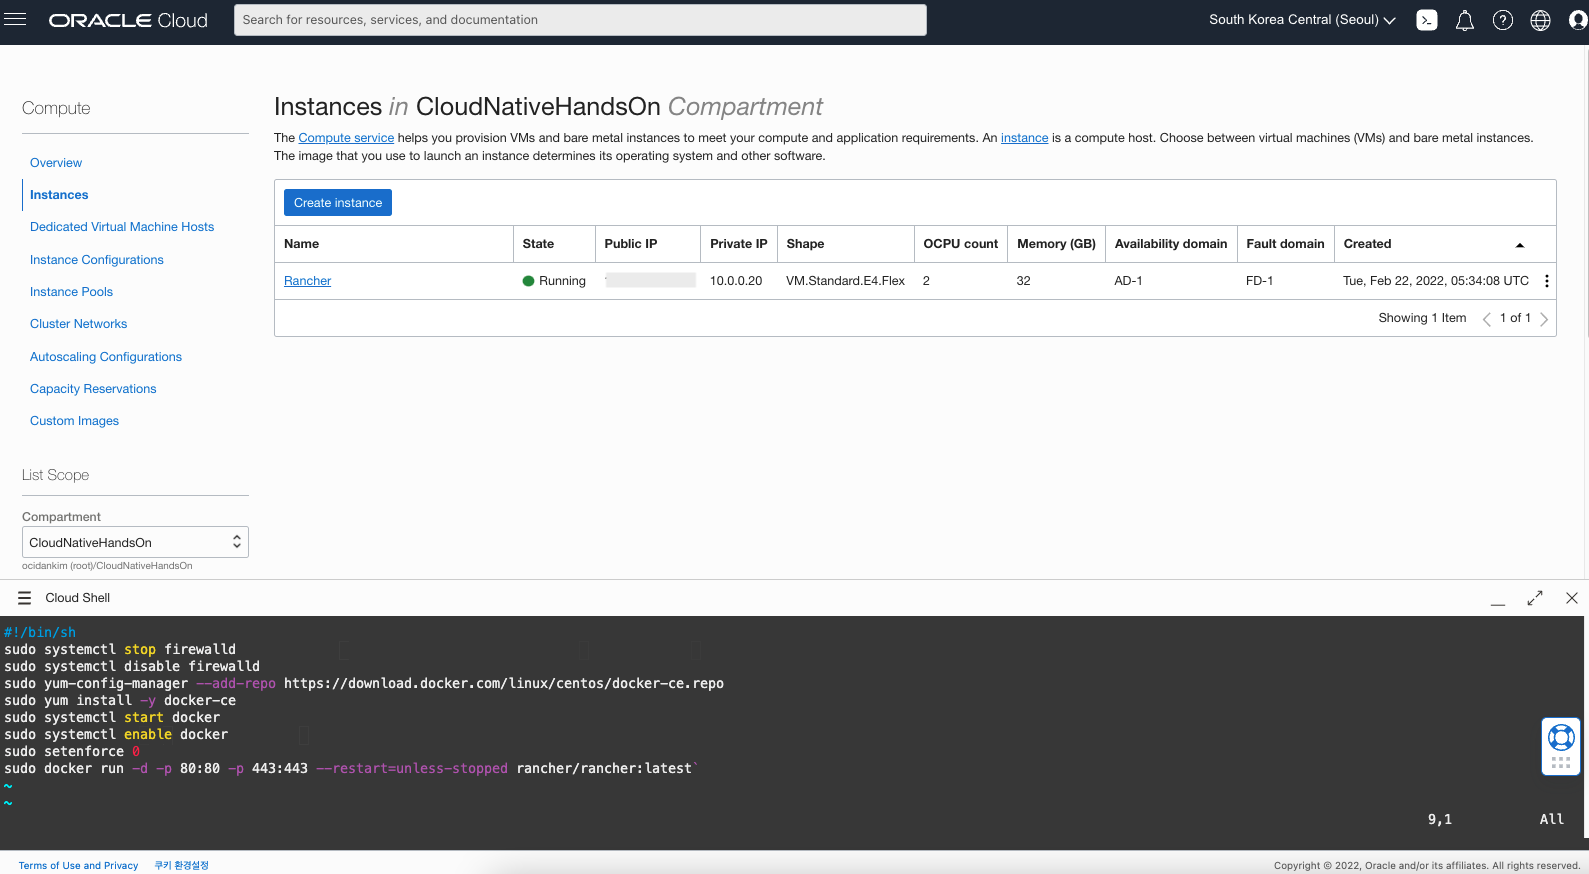 ORACLE Cloud
Search for resources, services, and documentation
South Korea Central (Seoul)
Compute
Overview
Instances
Dedicated Virtual Machine Hosts
Instance Configurations
Instance Pools
Cluster Networks
Autoscaling Configurations
Capacity Reservations
Custom Images
List Scope
Compartment
CloudNativeHandsOn
ocidankim (root)/CloudNativeHandsOn
Instances in CloudNativeHandsOn Compartment
The Compute service helps you provision VMs and bare metal instances to meet your compute and application requirements. An instance is a compute host. Choose between virtual machines (VMs) and bare metal instances.
The image that you use to launch an instance determines its operating system and other software.
Create instance
Name State Public IP Private IP Shape OCPU count Memory (GB) Availability domain Fault domain Created
Rancher Running 10.0.0.20 VM.Standard.E4.Flex 2 32 AD-1 FD-1 Tue, Feb 22, 2022, 05:34:08 UTC
Showing 1 Item 1 of 1
Cloud Shell
#!/bin/sh
sudo systemctl stop firewalld
sudo systemctl disable firewalld
sudo yum-config-manager --add-repo https://download.docker.com/linux/centos/docker-ce.repo
sudo yum install -y docker-ce
sudo systemctl start docker
sudo systemctl enable docker
sudo setenforce 0
sudo docker run -d -p 80:80 -p 443:443 --restart=unless-stopped rancher/rancher:latest`
~
~
9,1 All
Terms of Use and Privacy 쿠키 환경설정
Copyright © 2022, Oracle and/or its affiliates. All rights reserved.